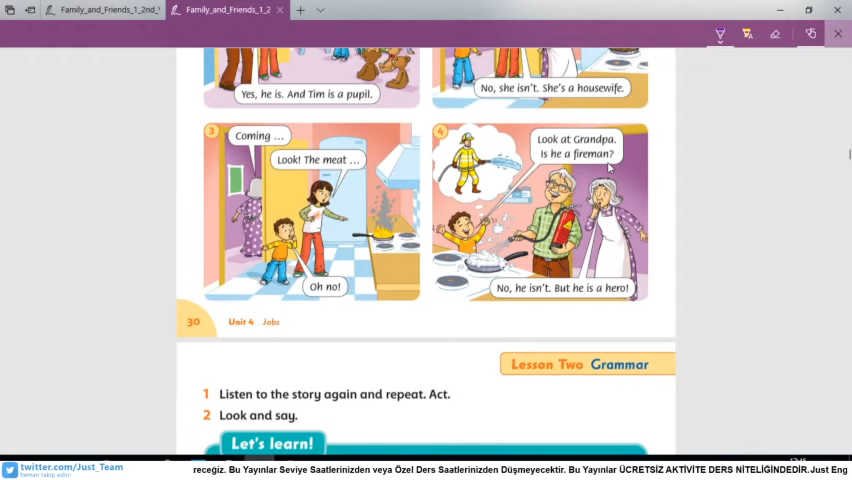 Family_and_Friends_1_2nd_
Family_and_Friends_1_2
Yes, he is. And Tim is a pupil.
No, she isn't. She's a housewife.
3
Coming ...
Look! The meat ...
Oh no!
4
Look at Grandpa.
Is he a fireman?
No, he isn't. But he is a hero!
30 Unit 4 Jobs
Lesson Two Grammar
1 Listen to the story again and repeat. Act.
2 Look and say.
Let's learn!
twitter.com/Just_Team
hemen takip edin!
receğiz. Bu Yayınlar Seviye Saatlerinizden veya Özel Ders Saatlerinizden Düşmeyecektir. Bu Yayınlar ÜCRETSİZ AKTİVİTE DERS NİTELİĞİNDEDİR.Just Eng